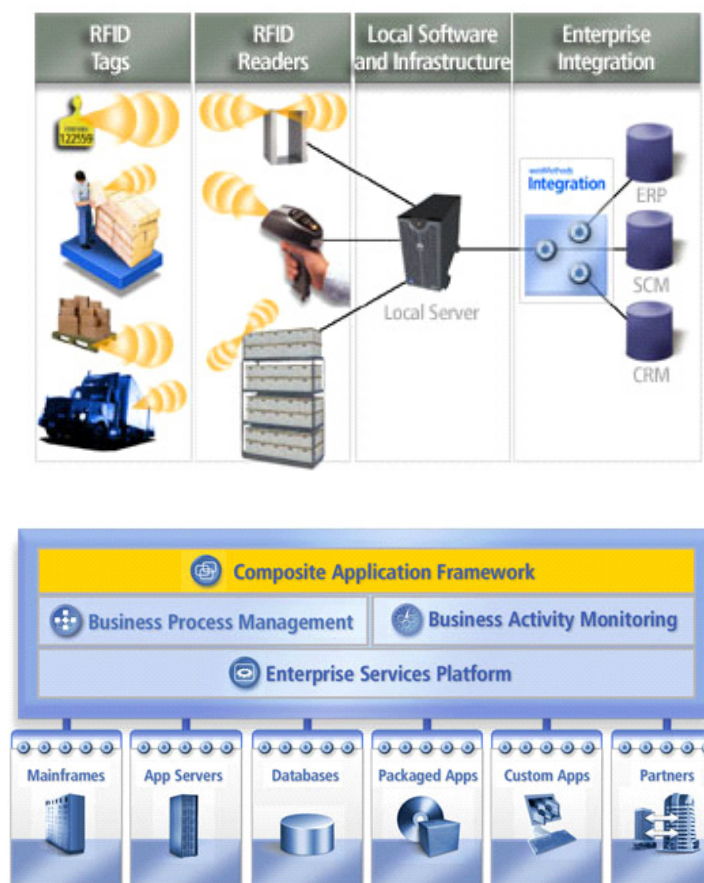 RFID
Tags
RFID
Readers
Local Software
and Infrastructure
Enterprise
Integration
122559
webMethods
Integration
ERP
SCM
CRM
Local Server
Composite Application Framework
Business Process Management
Business Activity Monitoring
Enterprise Services Platform
Mainframes
App Servers
Databases
Packaged Apps
Custom Apps
Partners